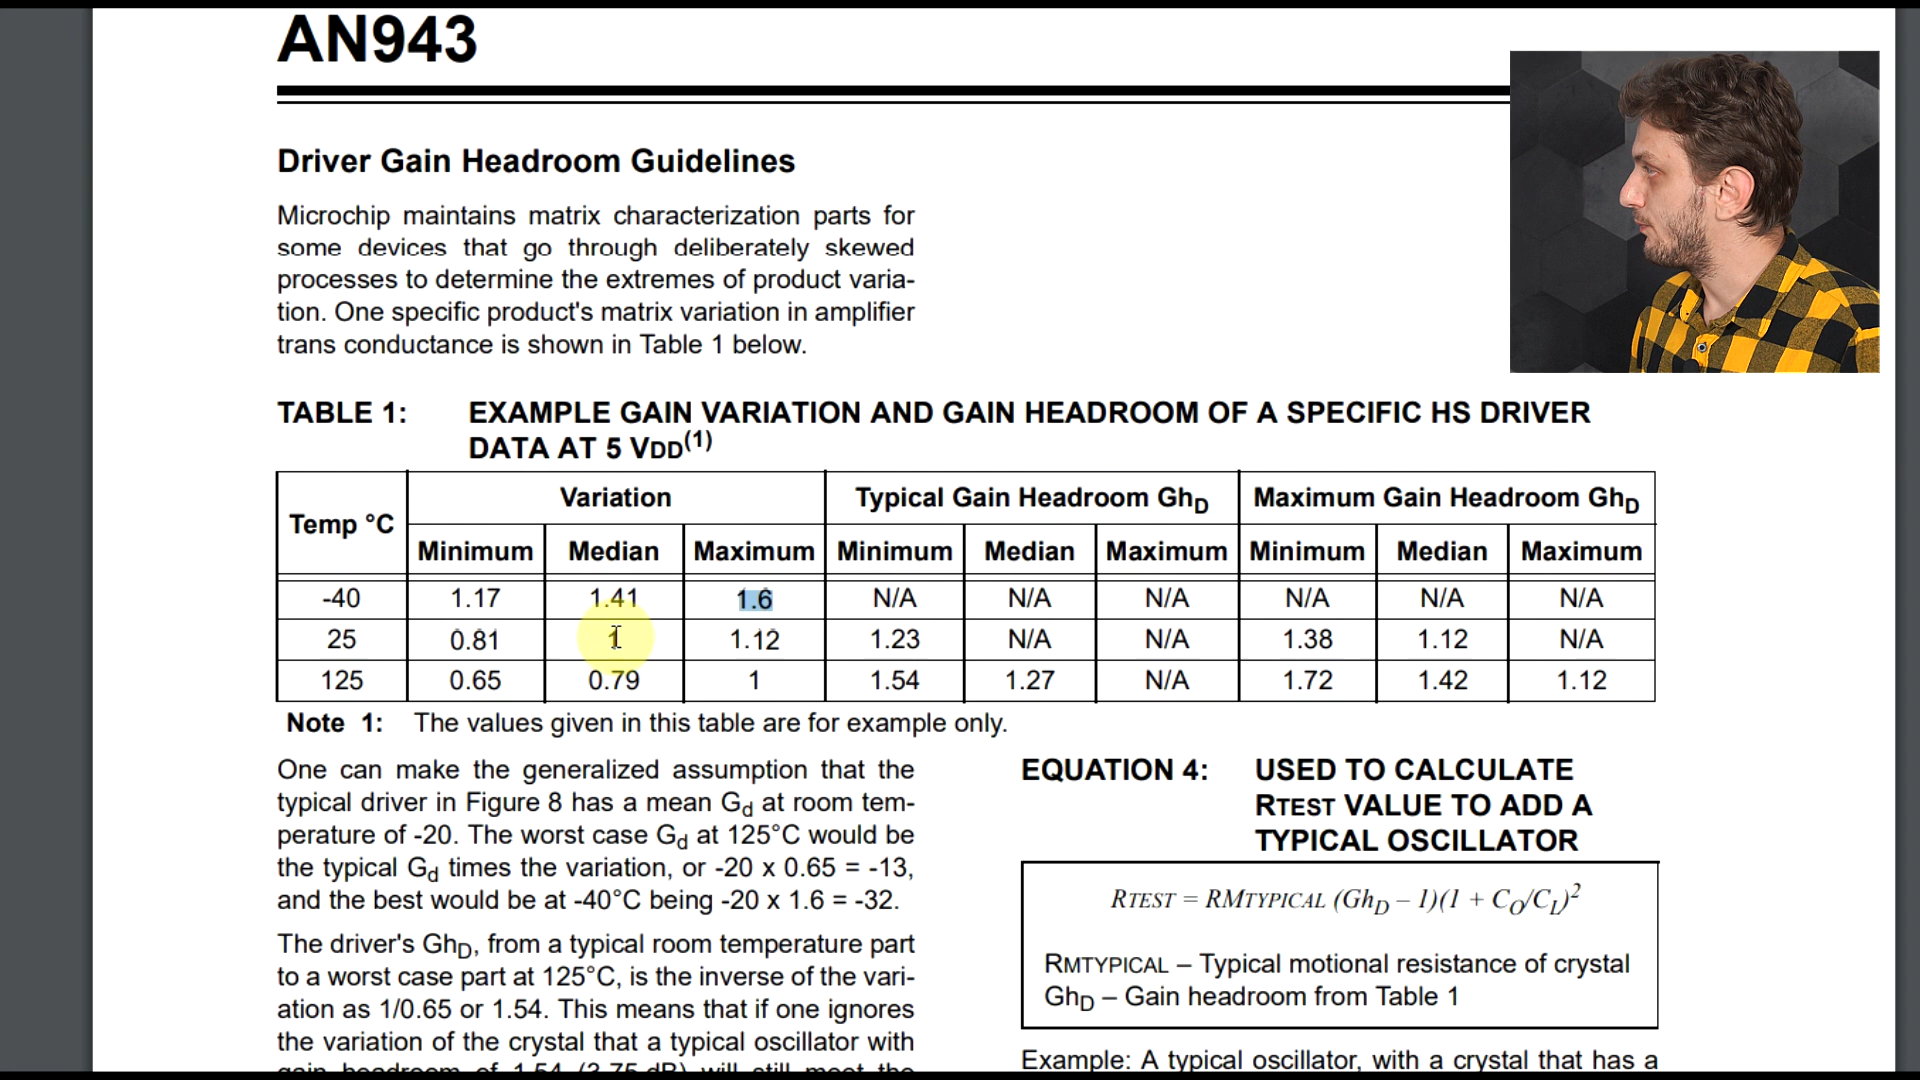 AN943
Driver Gain Headroom Guidelines
Microchip maintains matrix characterization parts for
some devices that go through deliberately skewed
processes to determine the extremes of product varia-
tion. One specific product's matrix variation in amplifier
trans conductance is shown in Table 1 below.
TABLE 1: EXAMPLE GAIN VARIATION AND GAIN HEADROOM OF A SPECIFIC HS DRIVER
DATA AT 5 VDD(1)
Temp °C Variation Typical Gain Headroom GhD Maximum Gain Headroom GhD
Minimum Median Maximum Minimum Median Maximum Minimum Median Maximum
-40 1.17 1.41 1.6 N/A N/A N/A N/A N/A N/A
25 0.81 1 1.12 1.23 N/A N/A 1.38 1.12 N/A
125 0.65 0.79 1 1.54 1.27 N/A 1.72 1.42 1.12
Note 1: The values given in this table are for example only.
One can make the generalized assumption that the
typical driver in Figure 8 has a mean Gd at room tem-
perature of -20. The worst case Gd at 125°C would be
the typical Gd times the variation, or -20 x 0.65 = -13,
and the best would be at -40°C being -20 x 1.6 = -32.
The driver's GhD, from a typical room temperature part
to a worst case part at 125°C, is the inverse of the vari-
ation as 1/0.65 or 1.54. This means that if one ignores
the variation of the crystal that a typical oscillator with
gain headroom of 1.54 (3.75 dB) will still meet the
EQUATION 4: USED TO CALCULATE
RTEST VALUE TO ADD A
TYPICAL OSCILLATOR
RTEST = RMTYPICAL (GhD – 1)(1 + CO/CL)2
RMTYPICAL – Typical motional resistance of crystal
GhD – Gain headroom from Table 1
Example: A typical oscillator, with a crystal that has a